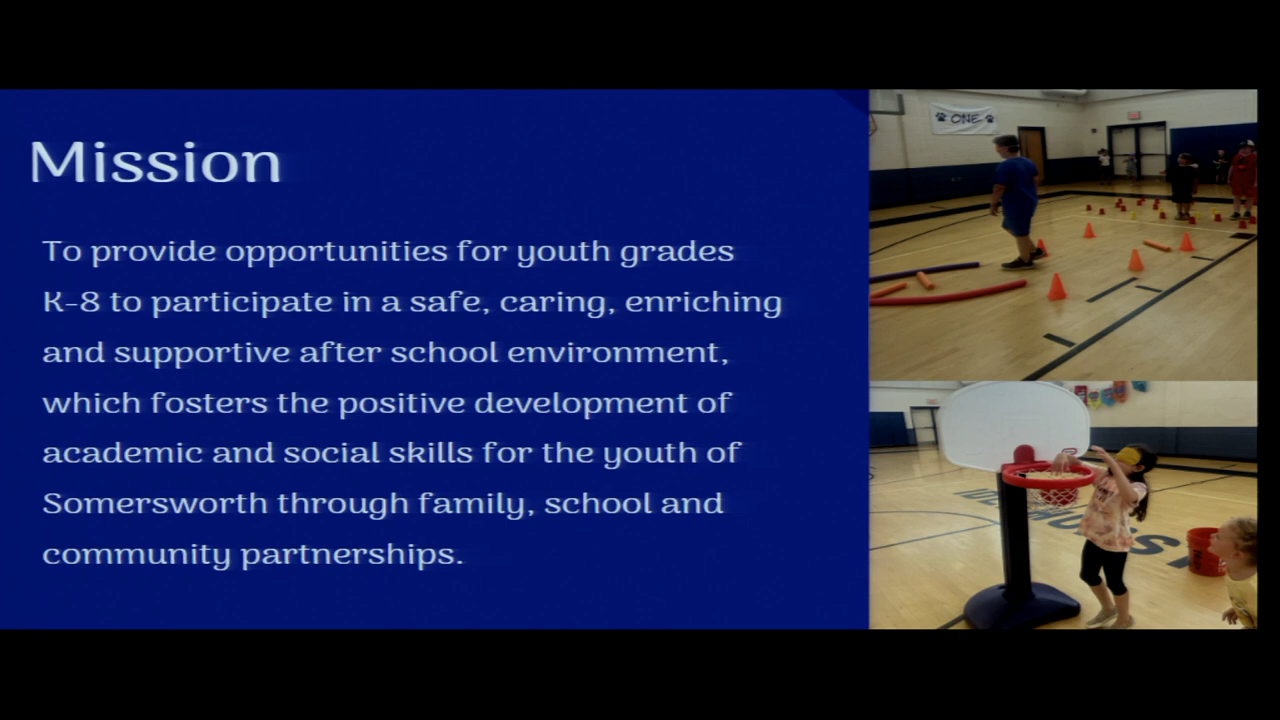 Mission
To provide opportunities for youth grades
K-8 to participate in a safe, caring, enriching
and supportive after school environment,
which fosters the positive development of
academic and social skills for the youth of
Somersworth through family, school and
community partnerships.
ONE